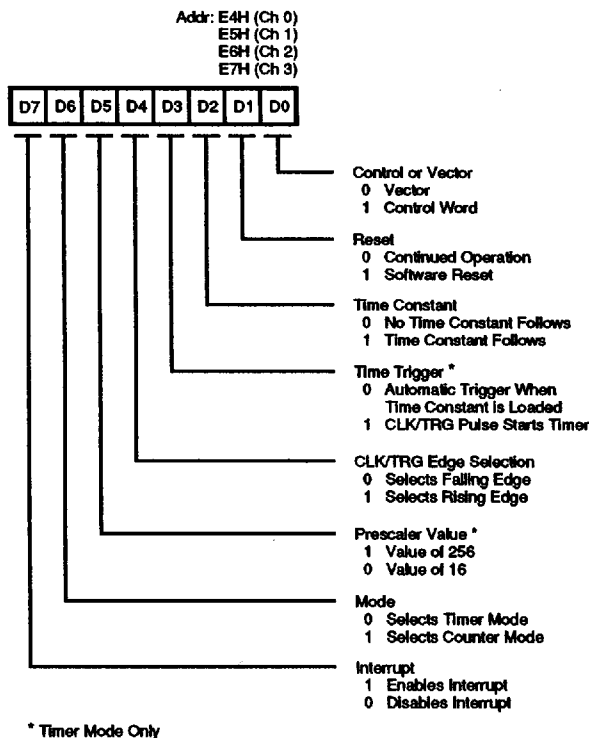 Addr: E4H (Ch 0)
E5H (Ch 1)
E6H (Ch 2)
E7H (Ch 3)
D7 D6 D5 D4 D3 D2 D1 D0
Control or Vector
0 Vector
1 Control Word
Reset
0 Continued Operation
1 Software Reset
Time Constant
0 No Time Constant Follows
1 Time Constant Follows
Time Trigger *
0 Automatic Trigger When
Time Constant is Loaded
1 CLK/TRG Pulse Starts Timer
CLK/TRG Edge Selection
0 Selects Falling Edge
1 Selects Rising Edge
Prescaler Value *
1 Value of 256
0 Value of 16
Mode
0 Selects Timer Mode
1 Selects Counter Mode
Interrupt
1 Enables Interrupt
0 Disables Interrupt
* Timer Mode Only